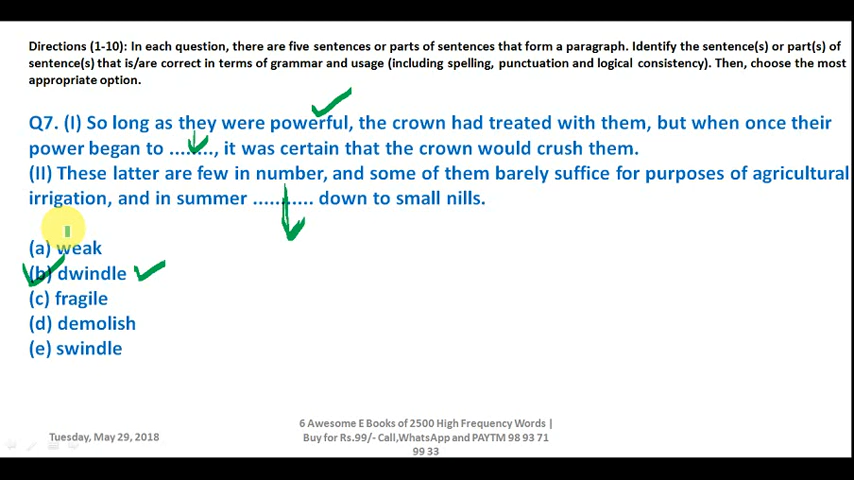 Directions (1-10): In each question, there are five sentences or parts of sentences that form a paragraph. Identify the sentence(s) or part(s) of
sentence(s) that is/are correct in terms of grammar and usage (including spelling, punctuation and logical consistency). Then, choose the most
appropriate option.
Q7. (I) So long as they were powerful, the crown had treated with them, but when once their
power began to ........, it was certain that the crown would crush them.
(II) These latter are few in number, and some of them barely suffice for purposes of agricultural
irrigation, and in summer ........... down to small nills.
(a) weak
(b) dwindle
(c) fragile
(d) demolish
(e) swindle
Tuesday, May 29, 2018
6 Awesome E Books of 2500 High Frequency Words |
Buy for Rs.99/- Call,WhatsApp and PAYTM 98 93 71
99 33